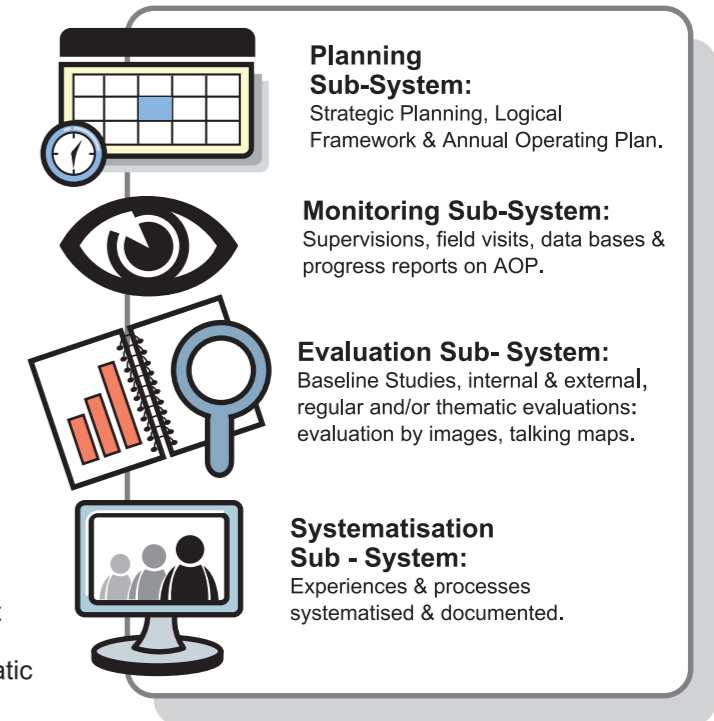 Planning
Sub-System:
Strategic Planning, Logical
Framework & Annual Operating Plan.
Monitoring Sub-System:
Supervisions, field visits, data bases &
progress reports on AOP.
Evaluation Sub- System:
Baseline Studies, internal & external,
regular and/or thematic evaluations:
evaluation by images, talking maps.
Systematisation
Sub - System:
Experiences & processes
systematised & documented.